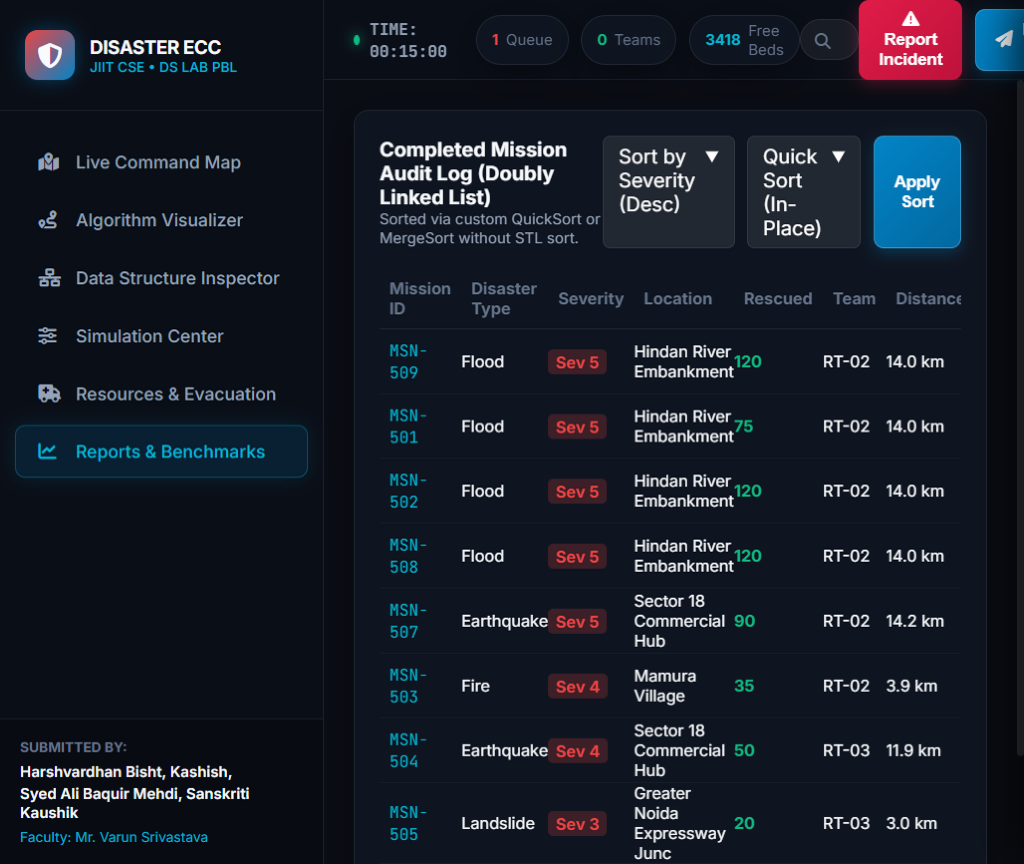 DISASTER ECC
JIIT CSE • DS LAB PBL
Live Command Map
Algorithm Visualizer
Data Structure Inspector
Simulation Center
Resources & Evacuation
Reports & Benchmarks
SUBMITTED BY:
Harshvardhan Bisht, Kashish,
Syed Ali Baquir Mehdi, Sanskriti
Kaushik
Faculty: Mr. Varun Srivastava
TIME:
00:15:00
1 Queue
0 Teams
3418 Free
Beds
Report
Incident
Completed Mission
Audit Log (Doubly
Linked List)
Sorted via custom QuickSort or
MergeSort without STL sort.
Sort by
Severity
(Desc)
Quick
Sort
(In-
Place)
Apply
Sort
Mission
ID
Disaster
Type
Severity
Location
Rescued
Team
Distance
MSN-
509
Flood
Sev 5
Hindan River
Embankment
120
RT-02
14.0 km
MSN-
501
Flood
Sev 5
Hindan River
Embankment
75
RT-02
14.0 km
MSN-
502
Flood
Sev 5
Hindan River
Embankment
120
RT-02
14.0 km
MSN-
508
Flood
Sev 5
Hindan River
Embankment
120
RT-02
14.0 km
MSN-
507
Earthquake
Sev 5
Sector 18
Commercial
Hub
90
RT-02
14.2 km
MSN-
503
Fire
Sev 4
Mamura
Village
35
RT-02
3.9 km
MSN-
504
Earthquake
Sev 4
Sector 18
Commercial
Hub
50
RT-03
11.9 km
MSN-
505
Landslide
Sev 3
Greater
Noida
Expressway
Junc
20
RT-03
3.0 km